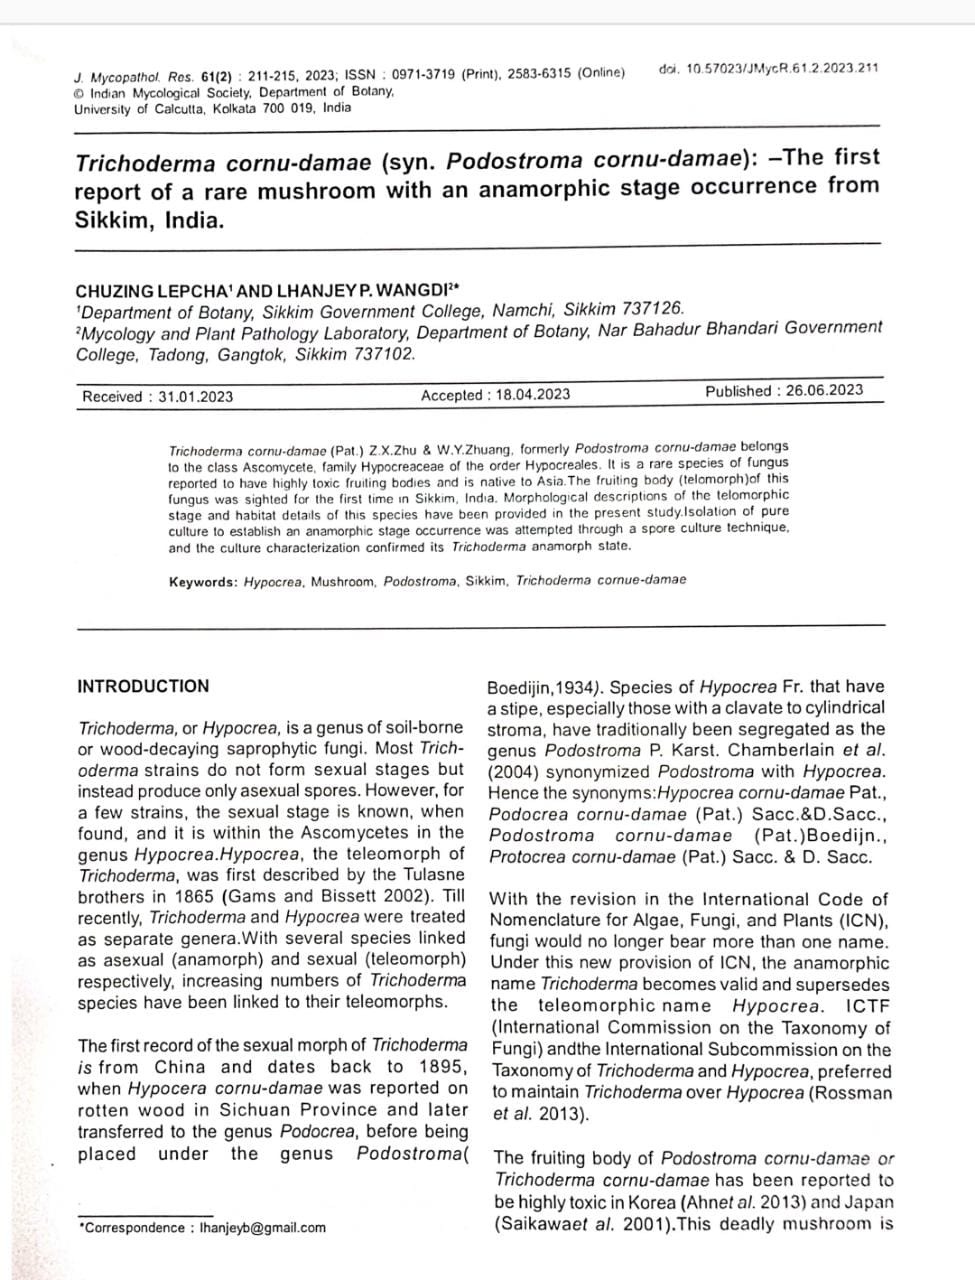 J. Mycopathol. Res. 61(2) : 211-215, 2023; ISSN : 0971-3719 (Print), 2583-6315 (Online)
doi. 10.57023/JMycR.61.2.2023.211
© Indian Mycological Society, Department of Botany,
University of Calcutta, Kolkata 700 019, India
Trichoderma cornu-damae (syn. Podostroma cornu-damae): –The first
report of a rare mushroom with an anamorphic stage occurrence from
Sikkim, India.
CHUZING LEPCHA¹ AND LHANJEY P. WANGDI²*
¹Department of Botany, Sikkim Government College, Namchi, Sikkim 737126.
²Mycology and Plant Pathology Laboratory, Department of Botany, Nar Bahadur Bhandari Government
College, Tadong, Gangtok, Sikkim 737102.
Received : 31.01.2023 Accepted : 18.04.2023 Published : 26.06.2023
Trichoderma cornu-damae (Pat.) Z.X.Zhu & W.Y.Zhuang, formerly Podostroma cornu-damae belongs
to the class Ascomycete, family Hypocreaceae of the order Hypocreales. It is a rare species of fungus
reported to have highly toxic fruiting bodies and is native to Asia.The fruiting body (telomorph)of this
fungus was sighted for the first time in Sikkim, India. Morphological descriptions of the telomorphic
stage and habitat details of this species have been provided in the present study.Isolation of pure
culture to establish an anamorphic stage occurrence was attempted through a spore culture technique,
and the culture characterization confirmed its Trichoderma anamorph state.
Keywords: Hypocrea, Mushroom, Podostroma, Sikkim, Trichoderma cornue-damae
INTRODUCTION
Trichoderma, or Hypocrea, is a genus of soil-borne
or wood-decaying saprophytic fungi. Most Trich-
oderma strains do not form sexual stages but
instead produce only asexual spores. However, for
a few strains, the sexual stage is known, when
found, and it is within the Ascomycetes in the
genus Hypocrea.Hypocrea, the teleomorph of
Trichoderma, was first described by the Tulasne
brothers in 1865 (Gams and Bissett 2002). Till
recently, Trichoderma and Hypocrea were treated
as separate genera.With several species linked
as asexual (anamorph) and sexual (teleomorph)
respectively, increasing numbers of Trichoderma
species have been linked to their teleomorphs.
The first record of the sexual morph of Trichoderma
is from China and dates back to 1895,
when Hypocera cornu-damae was reported on
rotten wood in Sichuan Province and later
transferred to the genus Podocrea, before being
placed under the genus Podostroma(
*Correspondence : lhanjeyb@gmail.com
Boedijin,1934). Species of Hypocrea Fr. that have
a stipe, especially those with a clavate to cylindrical
stroma, have traditionally been segregated as the
genus Podostroma P. Karst. Chamberlain et al.
(2004) synonymized Podostroma with Hypocrea.
Hence the synonyms:Hypocrea cornu-damae Pat.,
Podocrea cornu-damae (Pat.) Sacc.&D.Sacc.,
Podostroma cornu-damae (Pat.)Boedijn.,
Protocrea cornu-damae (Pat.) Sacc. & D. Sacc.
With the revision in the International Code of
Nomenclature for Algae, Fungi, and Plants (ICN),
fungi would no longer bear more than one name.
Under this new provision of ICN, the anamorphic
name Trichoderma becomes valid and supersedes
the teleomorphic name Hypocrea. ICTF
(International Commission on the Taxonomy of
Fungi) andthe International Subcommission on the
Taxonomy of Trichoderma and Hypocrea, preferred
to maintain Trichoderma over Hypocrea (Rossman
et al. 2013).
The fruiting body of Podostroma cornu-damae or
Trichoderma cornu-damae has been reported to
be highly toxic in Korea (Ahnet al. 2013) and Japan
(Saikawaet al. 2001).This deadly mushroom is